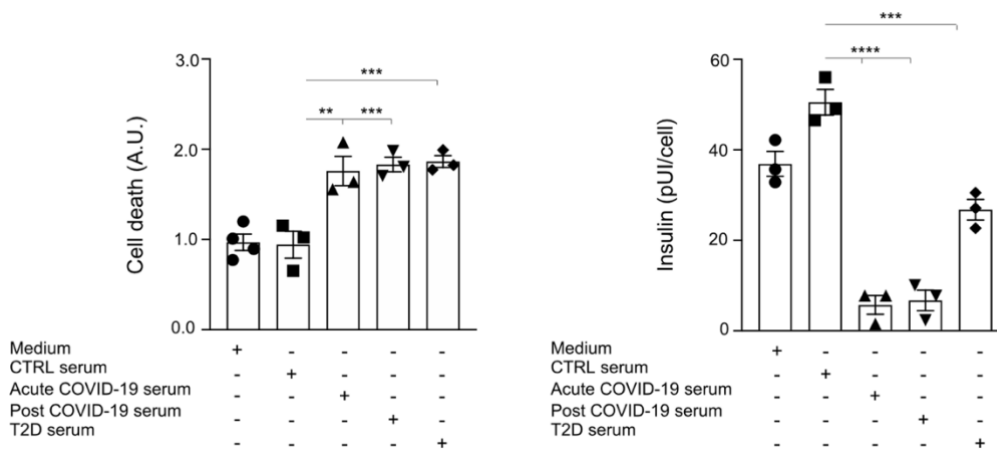 ***
***
****
3.0
60
***
** ***
2.0
40
Cell death (A.U.)
Insulin (pUI/cell)
1.0
20
0.0
0
Medium + - - - -
CTRL serum - + - - -
Acute COVID-19 serum - - + - -
Post COVID-19 serum - - - + -
T2D serum - - - - +
Medium + - - - -
CTRL serum - + - - -
Acute COVID-19 serum - - + - -
Post COVID-19 serum - - - + -
T2D serum - - - - +